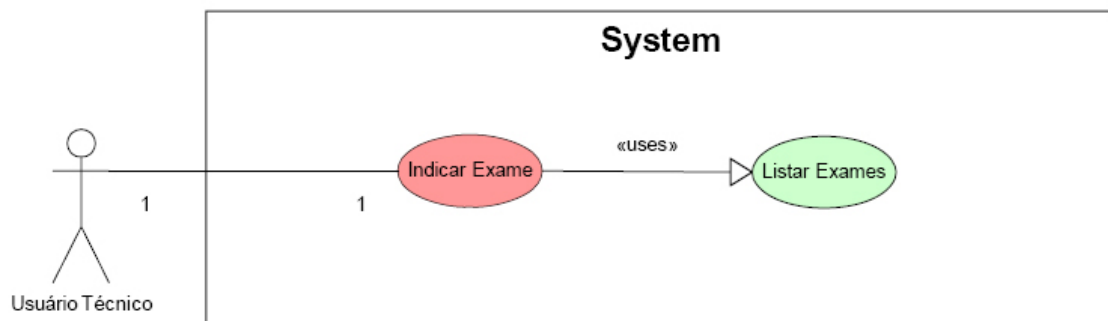 System
«uses»
Indicar Exame
Listar Exames
1
1
Usuário Técnico